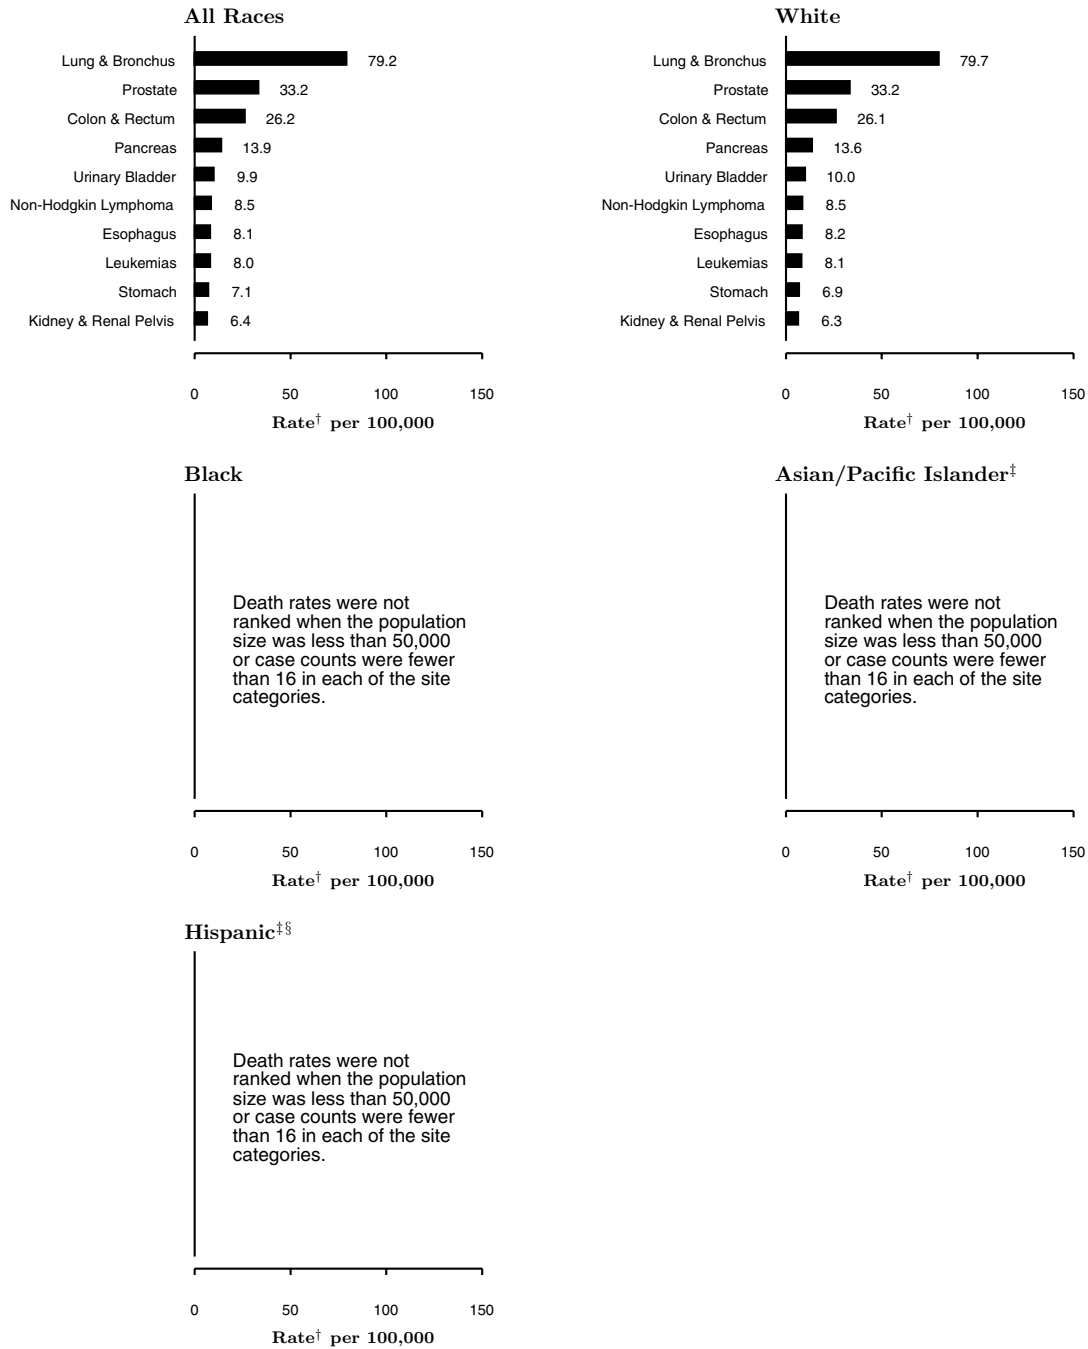 All Races
Lung & Bronchus 79.2
Prostate 33.2
Colon & Rectum 26.2
Pancreas 13.9
Urinary Bladder 9.9
Non-Hodgkin Lymphoma 8.5
Esophagus 8.1
Leukemias 8.0
Stomach 7.1
Kidney & Renal Pelvis 6.4
0 50 100 150
Rate† per 100,000
White
Lung & Bronchus 79.7
Prostate 33.2
Colon & Rectum 26.1
Pancreas 13.6
Urinary Bladder 10.0
Non-Hodgkin Lymphoma 8.5
Esophagus 8.2
Leukemias 8.1
Stomach 6.9
Kidney & Renal Pelvis 6.3
0 50 100 150
Rate† per 100,000
Black
Death rates were not
ranked when the population
size was less than 50,000
or case counts were fewer
than 16 in each of the site
categories.
0 50 100 150
Rate† per 100,000
Asian/Pacific Islander‡
Death rates were not
ranked when the population
size was less than 50,000
or case counts were fewer
than 16 in each of the site
categories.
0 50 100 150
Rate† per 100,000
Hispanic‡§
Death rates were not
ranked when the population
size was less than 50,000
or case counts were fewer
than 16 in each of the site
categories.
0 50 100 150
Rate† per 100,000